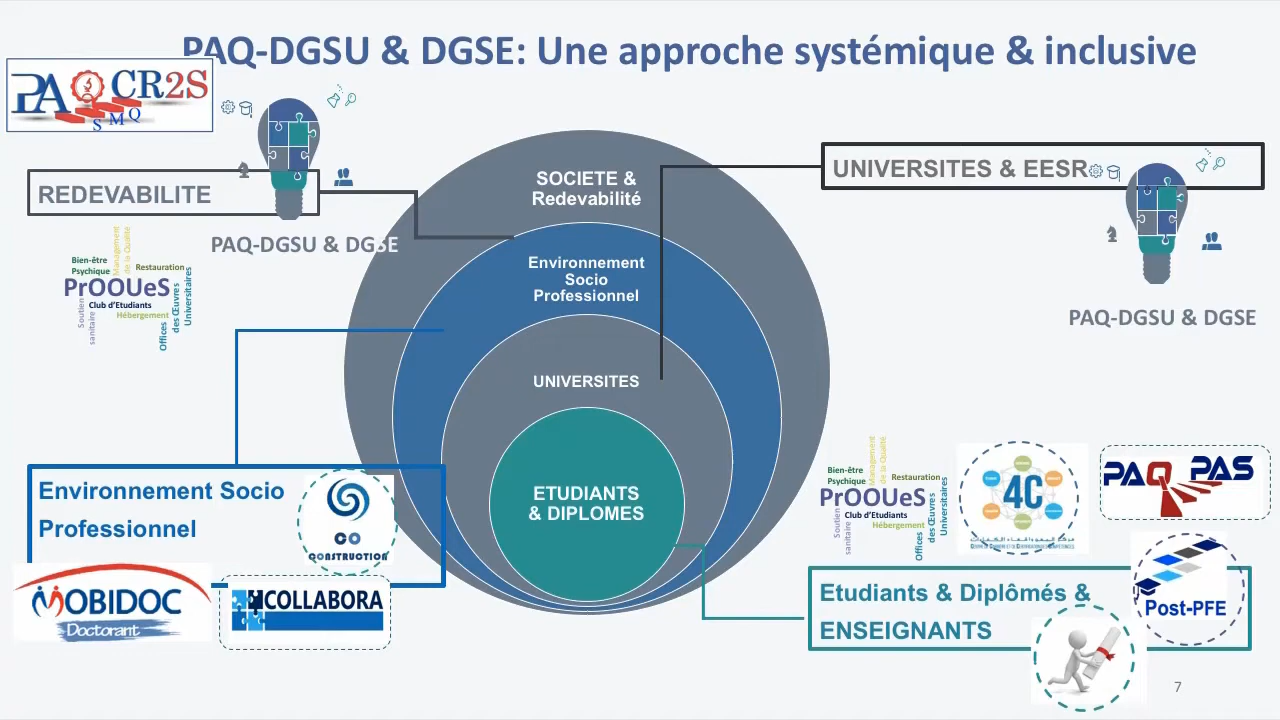 PAQ-DGSU & DGSE: Une approche systémique & inclusive
PAQ CR2S
SMQ
REDEVABILITE
PAQ-DGSU & DGSE
Bien-être
Psychique
Management
de la Qualité
Restauration
PrOOUeS
Club d'Etudiants
Hébergement
Soutien
sanitaire
Offices
des Œuvres
Universitaires
SOCIETE &
Redevabilité
Environnement
Socio
Professionnel
UNIVERSITES
ETUDIANTS
& DIPLOMES
UNIVERSITES & EESR
PAQ-DGSU & DGSE
Environnement Socio
Professionnel
CO
CONSTRUCTION
MOBIDOC
Doctorant
COLLABORA
Bien-être
Psychique
Management
de la Qualité
Restauration
PrOOUeS
Club d'Etudiants
Hébergement
Soutien
sanitaire
Offices
des Œuvres
Universitaires
4C
PAQ PAS
Post-PFE
Etudiants & Diplômés &
ENSEIGNANTS
7